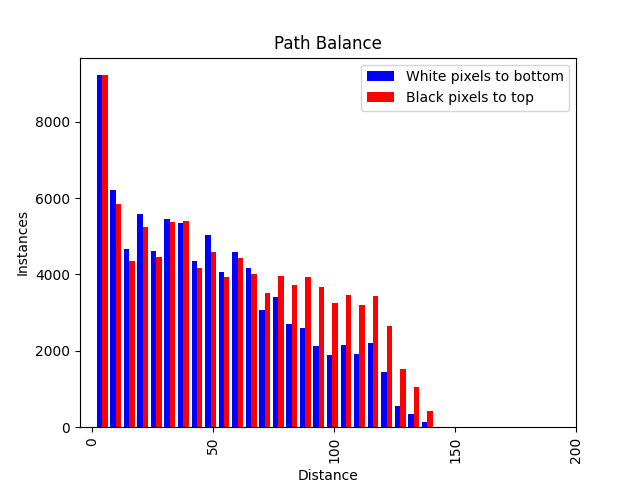 Path Balance
White pixels to bottom
Black pixels to top
8000
6000
4000
2000
0
Instances
0
50
100
150
200
Distance